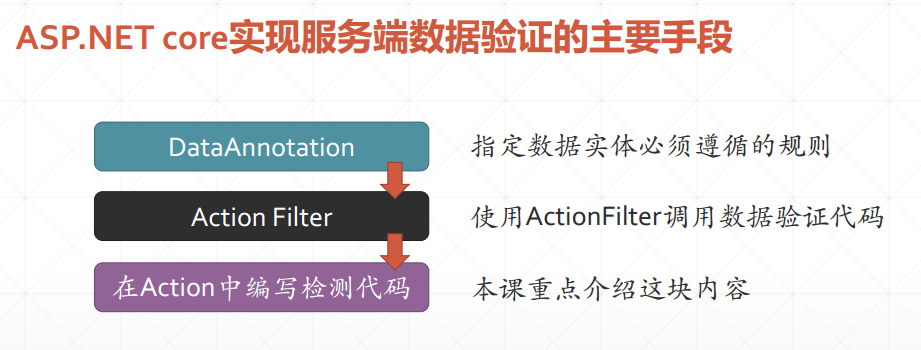 ASP.NET core实现服务端数据验证的主要手段
DataAnnotation
指定数据实体必须遵循的规则
Action Filter
使用ActionFilter调用数据验证代码
在Action中编写检测代码
本课重点介绍这块内容